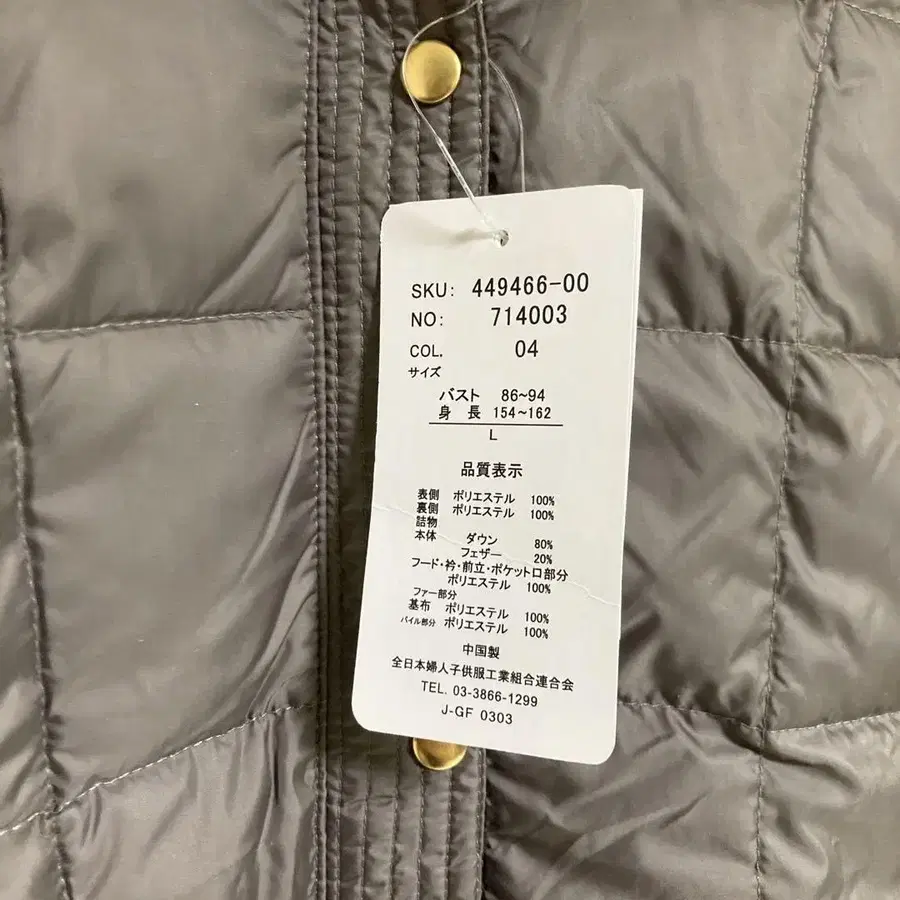 SKU: 449466-00
NO: 714003
COL. 04
サイズ
バスト 86~94
身 長 154~162
L
品質表示
表側 ポリエステル 100%
裏側 ポリエステル 100%
詰物
本体 ダウン 80%
フェザー 20%
フード・衿・前立・ポケット口部分
ポリエステル 100%
ファー部分
基布 ポリエステル 100%
パイル部分 ポリエステル 100%
中国製
全日本婦人子供服工業組合連合会
TEL. 03-3866-1299
J-GF 0303